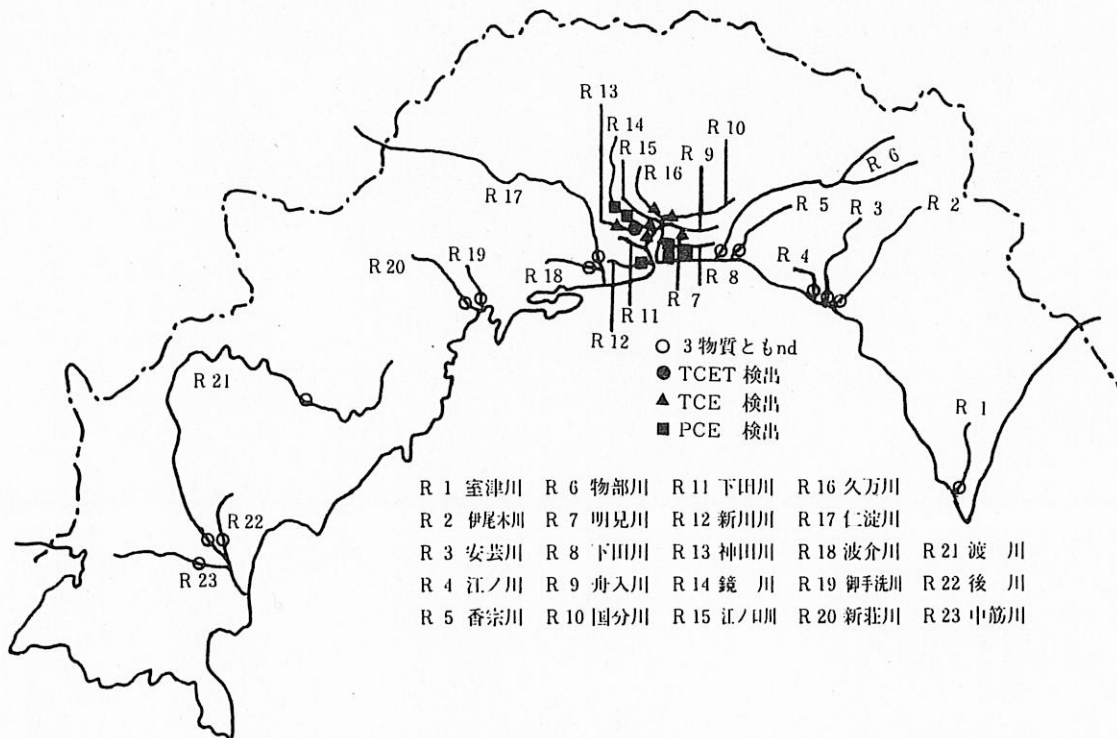 R 13
R 14
R 15
R 16
R 10
R 9
R 6
R 5
R 3
R 2
R 17
R 4
R 20
R 19
R 18
R 8
R 7
R 11
R 12
R 21
R 1
R 22
R 23
○ 3物質ともnd
● TCET 検出
▲ TCE 検出
■ PCE 検出
R 1 室津川 R 6 物部川 R 11 下田川 R 16 久万川
R 2 伊尾木川 R 7 明見川 R 12 新川川 R 17 仁淀川
R 3 安芸川 R 8 下田川 R 13 神田川 R 18 波介川 R 21 渡 川
R 4 江ノ川 R 9 舟入川 R 14 鏡 川 R 19 御手洗川 R 22 後 川
R 5 香宗川 R 10 国分川 R 15 江ノ口川 R 20 新荘川 R 23 中筋川